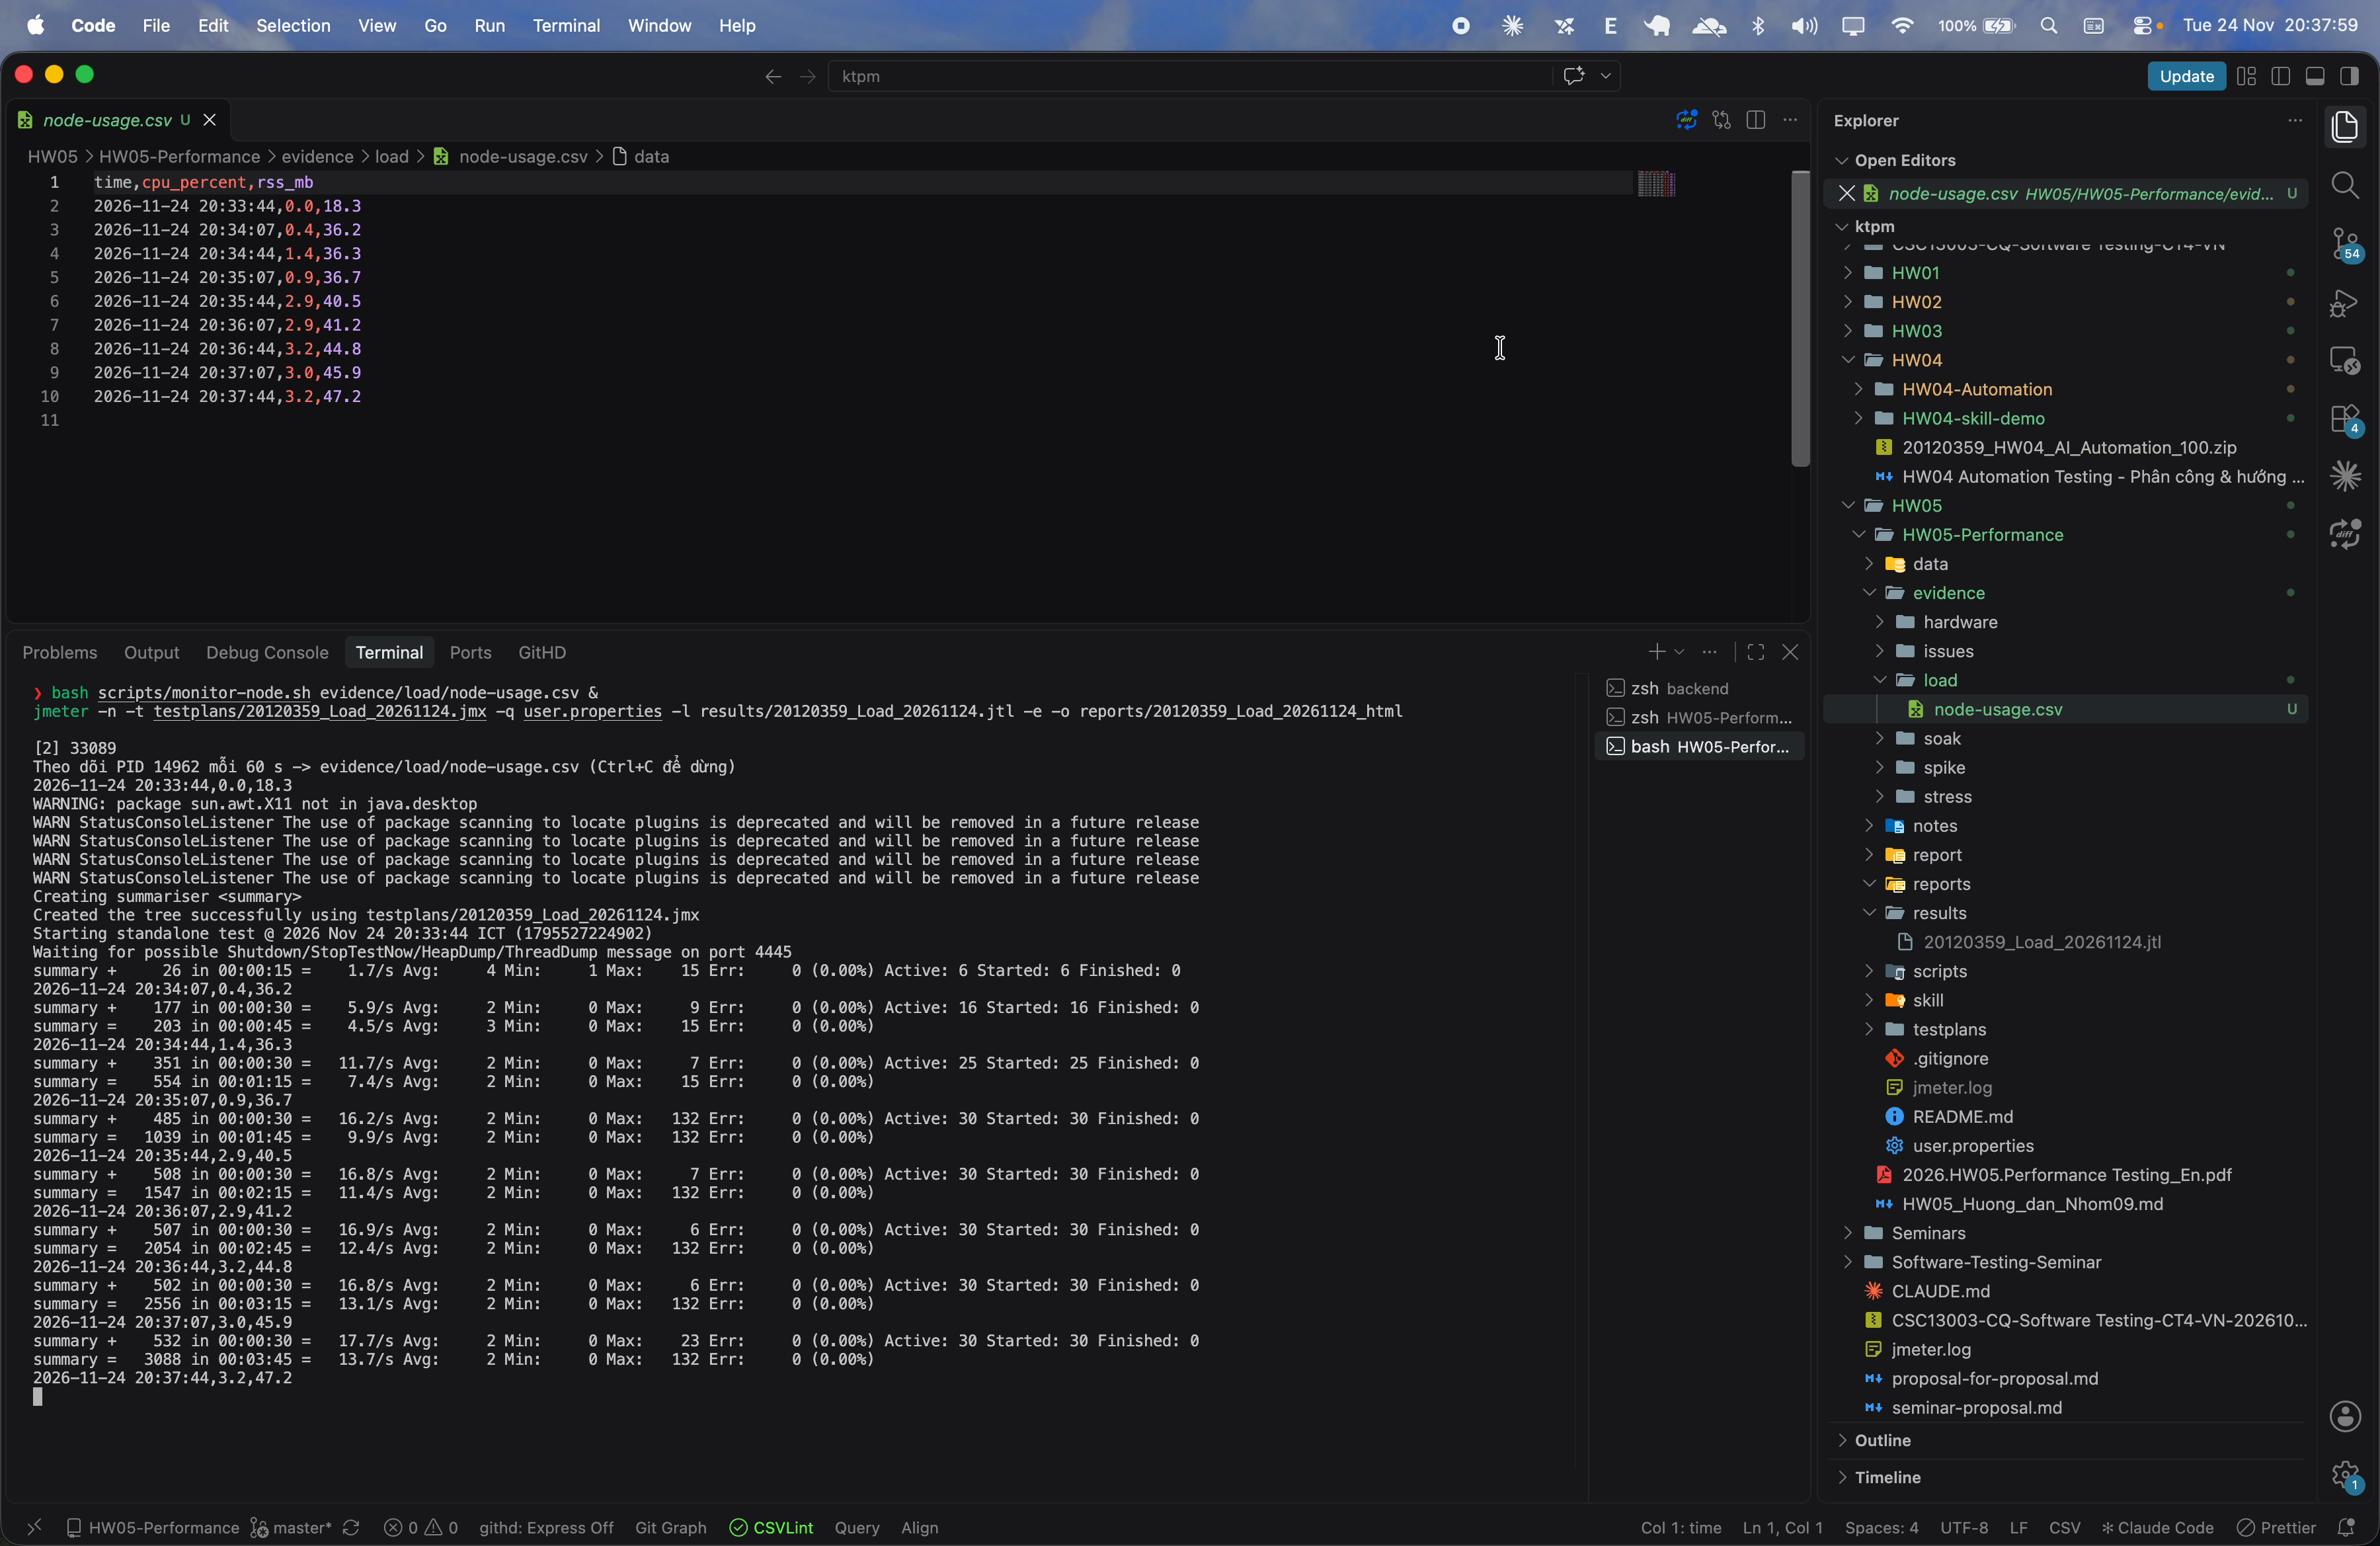 Code File Edit Selection View Go Run Terminal Window Help
E 100% Tue 24 Nov 20:37:59
ktpm
Update
node-usage.csv U
HW05 > HW05-Performance > evidence > load > node-usage.csv > data
1 time,cpu_percent,rss_mb
2 2026-11-24 20:33:44,0.0,18.3
3 2026-11-24 20:34:07,0.4,36.2
4 2026-11-24 20:34:44,1.4,36.3
5 2026-11-24 20:35:07,0.9,36.7
6 2026-11-24 20:35:44,2.9,40.5
7 2026-11-24 20:36:07,2.9,41.2
8 2026-11-24 20:36:44,3.2,44.8
9 2026-11-24 20:37:07,3.0,45.9
10 2026-11-24 20:37:44,3.2,47.2
11
Problems Output Debug Console Terminal Ports GitHD
❯ bash scripts/monitor-node.sh evidence/load/node-usage.csv &
jmeter -n -t testplans/20120359_Load_20261124.jmx -q user.properties -l results/20120359_Load_20261124.jtl -e -o reports/20120359_Load_20261124_html
[2] 33089
Theo dõi PID 14962 mỗi 60 s -> evidence/load/node-usage.csv (Ctrl+C để dừng)
2026-11-24 20:33:44,0.0,18.3
WARNING: package sun.awt.X11 not in java.desktop
WARN StatusConsoleListener The use of package scanning to locate plugins is deprecated and will be removed in a future release
WARN StatusConsoleListener The use of package scanning to locate plugins is deprecated and will be removed in a future release
WARN StatusConsoleListener The use of package scanning to locate plugins is deprecated and will be removed in a future release
WARN StatusConsoleListener The use of package scanning to locate plugins is deprecated and will be removed in a future release
Creating summariser <summary>
Created the tree successfully using testplans/20120359_Load_20261124.jmx
Starting standalone test @ 2026 Nov 24 20:33:44 ICT (1795527224902)
Waiting for possible Shutdown/StopTestNow/HeapDump/ThreadDump message on port 4445
summary + 26 in 00:00:15 = 1.7/s Avg: 4 Min: 1 Max: 15 Err: 0 (0.00%) Active: 6 Started: 6 Finished: 0
2026-11-24 20:34:07,0.4,36.2
summary + 177 in 00:00:30 = 5.9/s Avg: 2 Min: 0 Max: 9 Err: 0 (0.00%) Active: 16 Started: 16 Finished: 0
summary = 203 in 00:00:45 = 4.5/s Avg: 3 Min: 0 Max: 15 Err: 0 (0.00%)
2026-11-24 20:34:44,1.4,36.3
summary + 351 in 00:00:30 = 11.7/s Avg: 2 Min: 0 Max: 7 Err: 0 (0.00%) Active: 25 Started: 25 Finished: 0
summary = 554 in 00:01:15 = 7.4/s Avg: 2 Min: 0 Max: 15 Err: 0 (0.00%)
2026-11-24 20:35:07,0.9,36.7
summary + 485 in 00:00:30 = 16.2/s Avg: 2 Min: 0 Max: 132 Err: 0 (0.00%) Active: 30 Started: 30 Finished: 0
summary = 1039 in 00:01:45 = 9.9/s Avg: 2 Min: 0 Max: 132 Err: 0 (0.00%)
2026-11-24 20:35:44,2.9,40.5
summary + 508 in 00:00:30 = 16.8/s Avg: 2 Min: 0 Max: 7 Err: 0 (0.00%) Active: 30 Started: 30 Finished: 0
summary = 1547 in 00:02:15 = 11.4/s Avg: 2 Min: 0 Max: 132 Err: 0 (0.00%)
2026-11-24 20:36:07,2.9,41.2
summary + 507 in 00:00:30 = 16.9/s Avg: 2 Min: 0 Max: 6 Err: 0 (0.00%) Active: 30 Started: 30 Finished: 0
summary = 2054 in 00:02:45 = 12.4/s Avg: 2 Min: 0 Max: 132 Err: 0 (0.00%)
2026-11-24 20:36:44,3.2,44.8
summary + 502 in 00:00:30 = 16.8/s Avg: 2 Min: 0 Max: 6 Err: 0 (0.00%) Active: 30 Started: 30 Finished: 0
summary = 2556 in 00:03:15 = 13.1/s Avg: 2 Min: 0 Max: 132 Err: 0 (0.00%)
2026-11-24 20:37:07,3.0,45.9
summary + 532 in 00:00:30 = 17.7/s Avg: 2 Min: 0 Max: 23 Err: 0 (0.00%) Active: 30 Started: 30 Finished: 0
summary = 3088 in 00:03:45 = 13.7/s Avg: 2 Min: 0 Max: 132 Err: 0 (0.00%)
2026-11-24 20:37:44,3.2,47.2
zsh backend
zsh HW05-Perform...
bash HW05-Perfor...
Explorer
Open Editors
node-usage.csv HW05/HW05-Performance/evid... U
ktpm
CSC13003-CQ-Software Testing-CT4-VN
HW01
HW02
HW03
HW04
HW04-Automation
HW04-skill-demo
20120359_HW04_AI_Automation_100.zip
HW04 Automation Testing - Phân công & hướng ...
HW05
HW05-Performance
data
evidence
hardware
issues
load
node-usage.csv U
soak
spike
stress
notes
report
reports
results
20120359_Load_20261124.jtl
scripts
skill
testplans
.gitignore
jmeter.log
README.md
user.properties
2026.HW05.Performance Testing_En.pdf
HW05_Huong_dan_Nhom09.md
Seminars
Software-Testing-Seminar
CLAUDE.md
CSC13003-CQ-Software Testing-CT4-VN-202610...
jmeter.log
proposal-for-proposal.md
seminar-proposal.md
Outline
Timeline
54
4
diff
1
HW05-Performance master* 0 0 githd: Express Off Git Graph CSVLint Query Align
Col 1: time Ln 1, Col 1 Spaces: 4 UTF-8 LF CSV Claude Code Prettier